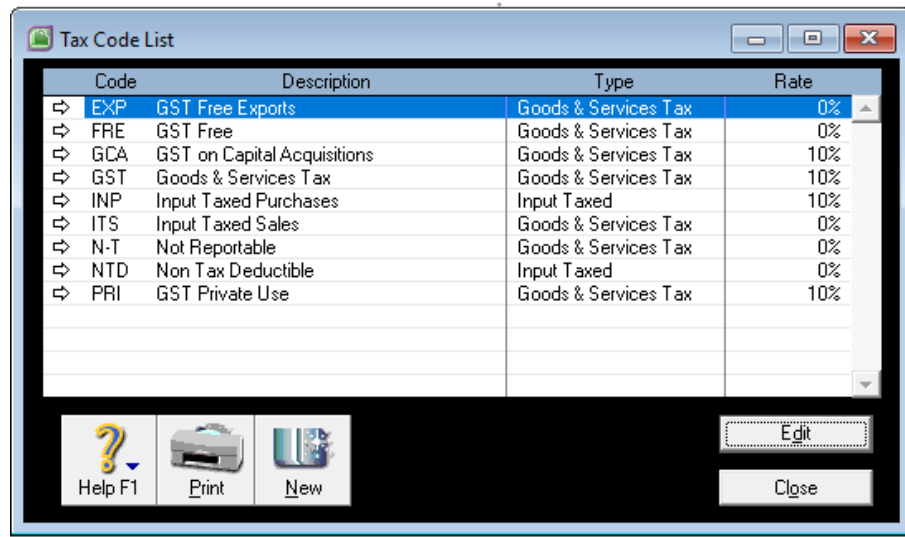 Tax Code List
Code Description Type Rate
EXP GST Free Exports Goods & Services Tax 0%
FRE GST Free Goods & Services Tax 0%
GCA GST on Capital Acquisitions Goods & Services Tax 10%
GST Goods & Services Tax Goods & Services Tax 10%
INP Input Taxed Purchases Input Taxed 10%
ITS Input Taxed Sales Goods & Services Tax 0%
N-T Not Reportable Goods & Services Tax 0%
NTD Non Tax Deductible Input Taxed 0%
PRI GST Private Use Goods & Services Tax 10%
Edit
Help F1 Print New Close